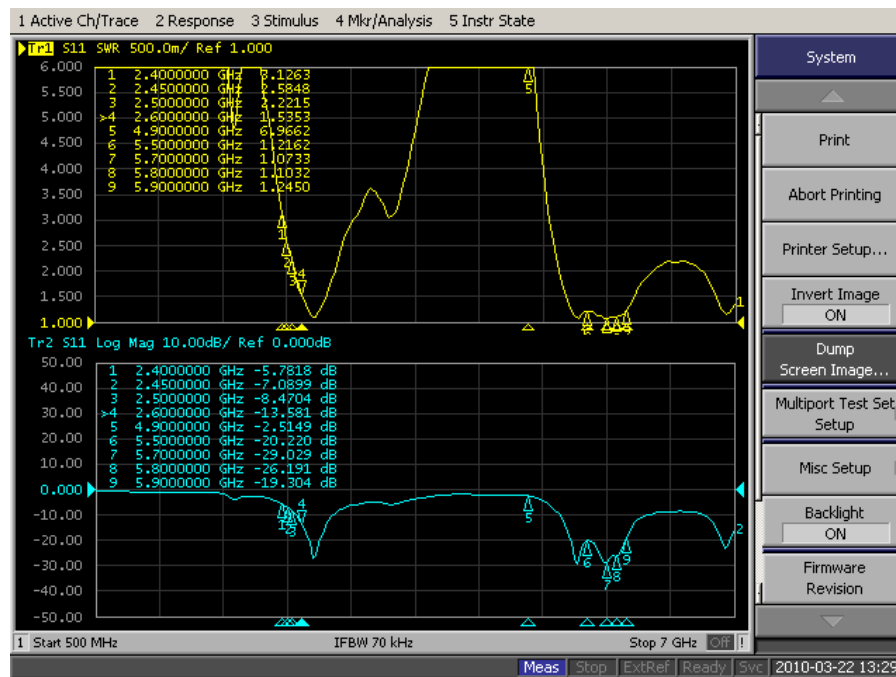 1 Active Ch/Trace 2 Response 3 Stimulus 4 Mkr/Analysis 5 Instr State
Tr1 S11 SWR 500.0m/ Ref 1.000
6.000
5.500
5.000
4.500
4.000
3.500
3.000
2.500
2.000
1.500
1.000
1 2.4000000 GHz 3.1263
2 2.4500000 GHz 2.5848
3 2.5000000 GHz 2.2215
>4 2.6000000 GHz 1.5353
5 4.9000000 GHz 6.9662
6 5.5000000 GHz 1.2162
7 5.7000000 GHz 1.0733
8 5.8000000 GHz 1.1032
9 5.9000000 GHz 1.2450
Tr2 S11 Log Mag 10.00dB/ Ref 0.000dB
50.00
40.00
30.00
20.00
10.00
0.000
-10.00
-20.00
-30.00
-40.00
-50.00
1 2.4000000 GHz -5.7818 dB
2 2.4500000 GHz -7.0899 dB
3 2.5000000 GHz -8.4704 dB
>4 2.6000000 GHz -13.581 dB
5 4.9000000 GHz -2.5149 dB
6 5.5000000 GHz -20.220 dB
7 5.7000000 GHz -29.029 dB
8 5.8000000 GHz -26.191 dB
9 5.9000000 GHz -19.304 dB
1 Start 500 MHz IFBW 70 kHz Stop 7 GHz Off !
Meas Stop ExtRef Ready Svc 2010-03-22 13:29
System
Print
Abort Printing
Printer Setup...
Invert Image
ON
Dump
Screen Image...
Multiport Test Set
Setup
Misc Setup
Backlight
ON
Firmware
Revision